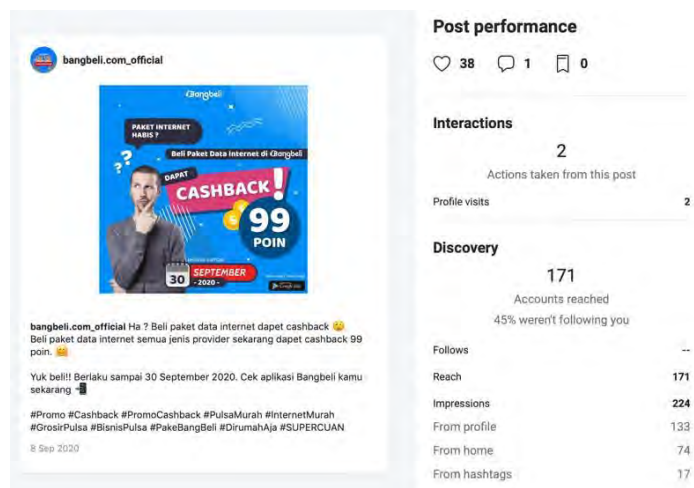 bangbeli.com_official
Bangbeli
PAKET INTERNET
HABIS ?
? ?
Beli Paket Data Internet di Bangbeli
DAPAT
CASHBACK!
99
POIN
30 SEPTEMBER
- 2020 -
Google Play
bangbeli.com_official Ha ? Beli paket data internet dapet cashback 😲
Beli paket data internet semua jenis provider sekarang dapet cashback 99
poin. 🤗
Yuk beli!! Berlaku sampai 30 September 2020. Cek aplikasi Bangbeli kamu
sekarang 📲
#Promo #Cashback #PromoCashback #PulsaMurah #InternetMurah
#GrosirPulsa #BisnisPulsa #PakeBangBeli #DirumahAja #SUPERCUAN
8 Sep 2020
Post performance
38 1 0
Interactions
2
Actions taken from this post
Profile visits 2
Discovery
171
Accounts reached
45% weren't following you
Follows --
Reach 171
Impressions 224
From profile 133
From home 74
From hashtags 17